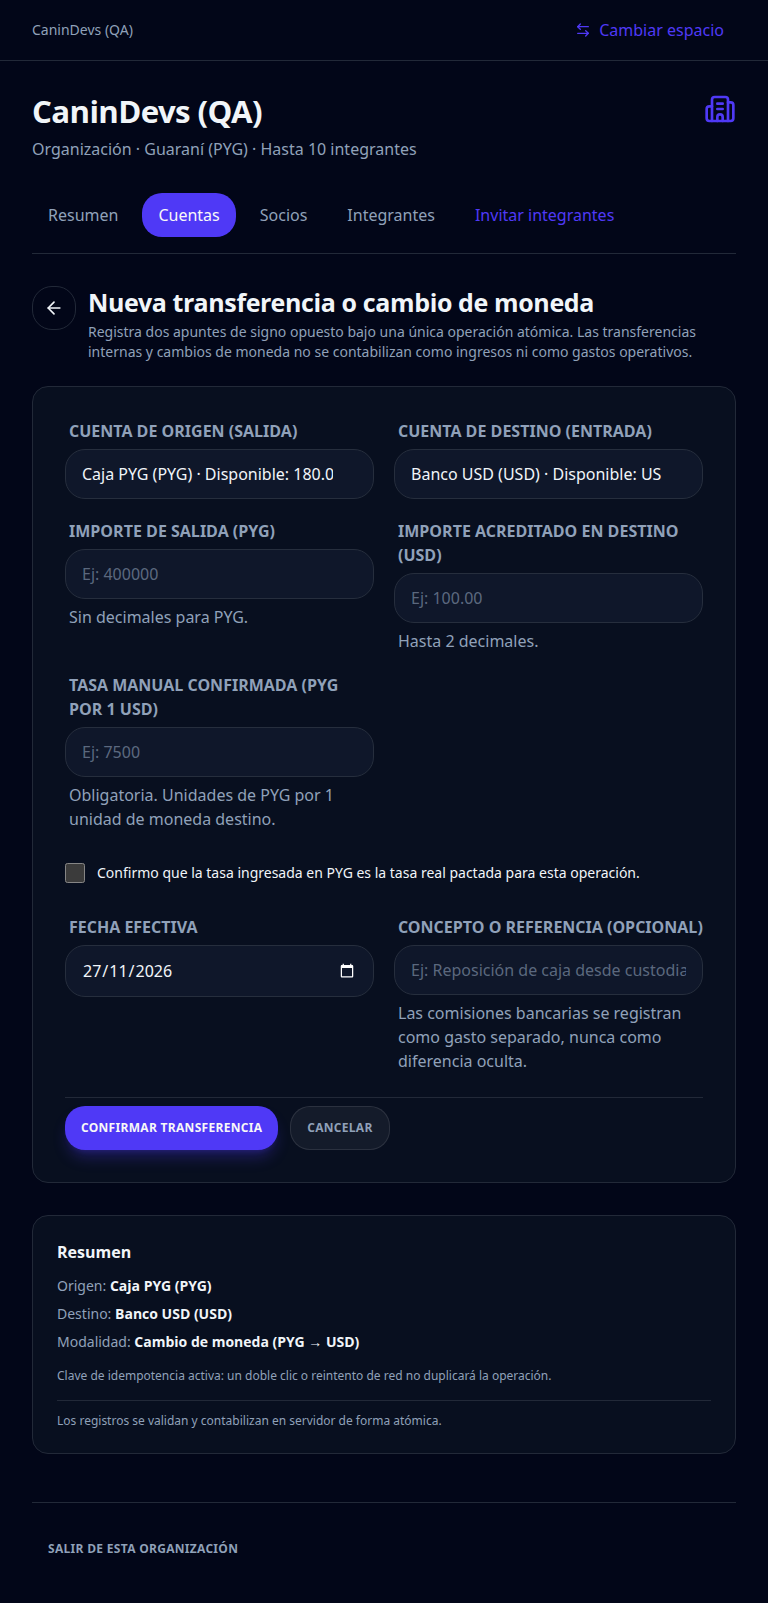 CaninDevs (QA)
Cambiar espacio
CaninDevs (QA)
Organización · Guaraní (PYG) · Hasta 10 integrantes
Resumen
Cuentas
Socios
Integrantes
Invitar integrantes
Nueva transferencia o cambio de moneda
Registra dos apuntes de signo opuesto bajo una única operación atómica. Las transferencias
internas y cambios de moneda no se contabilizan como ingresos ni como gastos operativos.
CUENTA DE ORIGEN (SALIDA)
Caja PYG (PYG) · Disponible: 180.0
CUENTA DE DESTINO (ENTRADA)
Banco USD (USD) · Disponible: US
IMPORTE DE SALIDA (PYG)
Ej: 400000
Sin decimales para PYG.
IMPORTE ACREDITADO EN DESTINO
(USD)
Ej: 100.00
Hasta 2 decimales.
TASA MANUAL CONFIRMADA (PYG
POR 1 USD)
Ej: 7500
Obligatoria. Unidades de PYG por 1
unidad de moneda destino.
Confirmo que la tasa ingresada en PYG es la tasa real pactada para esta operación.
FECHA EFECTIVA
27/11/2026
CONCEPTO O REFERENCIA (OPCIONAL)
Ej: Reposición de caja desde custodia
Las comisiones bancarias se registran
como gasto separado, nunca como
diferencia oculta.
CONFIRMAR TRANSFERENCIA
CANCELAR
Resumen
Origen: Caja PYG (PYG)
Destino: Banco USD (USD)
Modalidad: Cambio de moneda (PYG → USD)
Clave de idempotencia activa: un doble clic o reintento de red no duplicará la operación.
Los registros se validan y contabilizan en servidor de forma atómica.
SALIR DE ESTA ORGANIZACIÓN